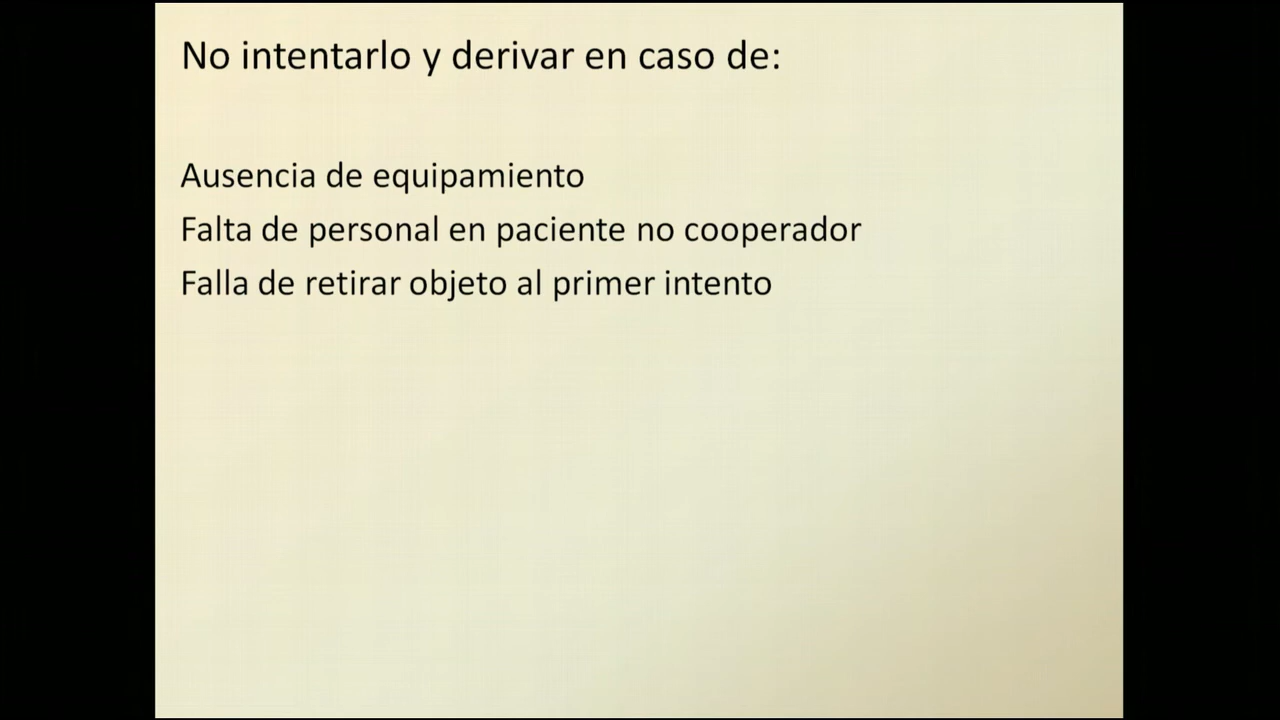 No intentarlo y derivar en caso de:
Ausencia de equipamiento
Falta de personal en paciente no cooperador
Falla de retirar objeto al primer intento